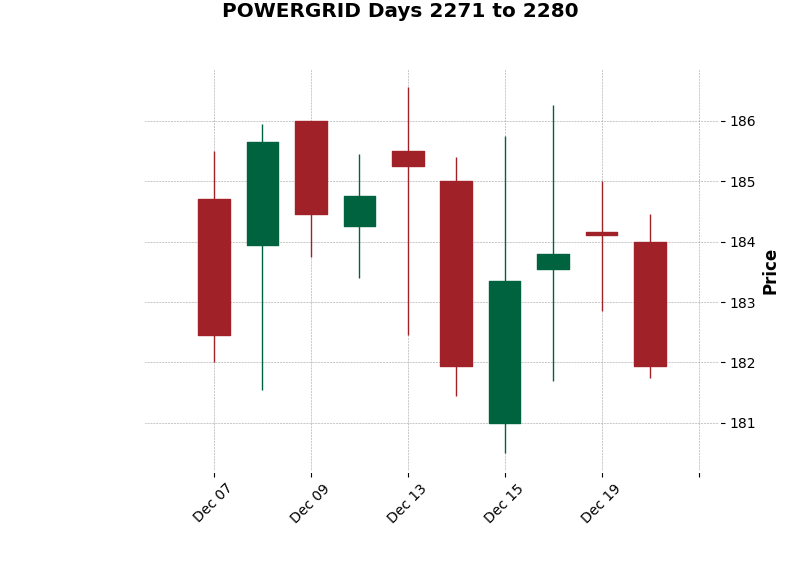 POWERGRID Days 2271 to 2280
186
185
184
183
182
181
Price
Dec 07
Dec 09
Dec 13
Dec 15
Dec 19